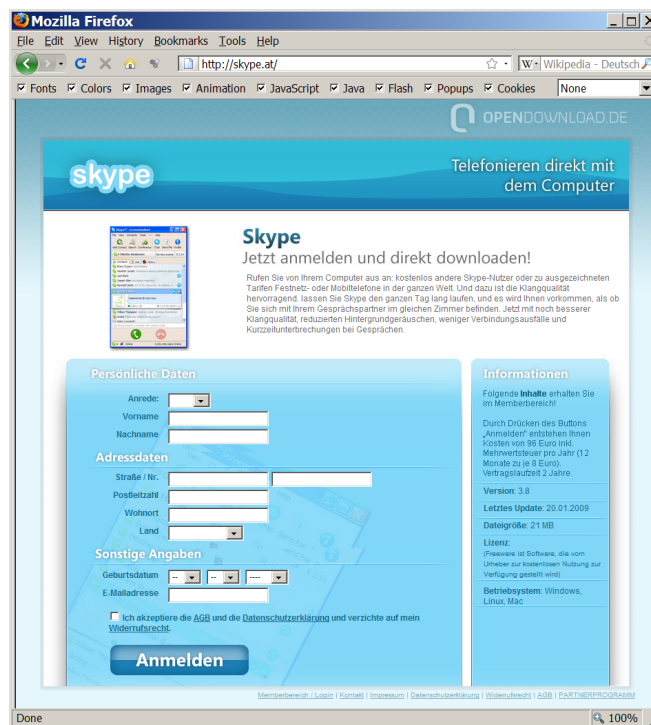 Mozilla Firefox
File Edit View History Bookmarks Tools Help
http://skype.at/
W Wikipedia - Deutsch
Fonts Colors Images Animation JavaScript Java Flash Popups Cookies None
OPENDOWNLOAD.DE
skype
Telefonieren direkt mit
dem Computer
Skype
Jetzt anmelden und direkt downloaden!
Rufen Sie von Ihrem Computer aus an: kostenlos andere Skype-Nutzer oder zu ausgezeichneten
Tarifen Festnetz- oder Mobiltelefone in der ganzen Welt. Und dazu ist die Klangqualität
hervorragend. lassen Sie Skype den ganzen Tag lang laufen, und es wird Ihnen vorkommen, als ob
Sie sich mit Ihrem Gesprächspartner im gleichen Zimmer befinden. Jetzt mit noch besserer
Klangqualität, reduzierten Hintergrundgeräuschen, weniger Verbindungsausfälle und
Kurzzeitunterbrechungen bei Gesprächen.
Persönliche Daten
Anrede:
Vorname
Nachname
Adressdaten
Straße / Nr.
Postleitzahl
Wohnort
Land
Sonstige Angaben
Geburtsdatum -- -- ----
E-Mailadresse
Ich akzeptiere die AGB und die Datenschutzerklärung und verzichte auf mein
Widerrufsrecht.
Anmelden
Informationen
Folgende Inhalte erhalten Sie
im Memberbereich!
Durch Drücken des Buttons
„Anmelden" entstehen Ihnen
Kosten von 96 Euro inkl.
Mehrwertsteuer pro Jahr (12
Monate zu je 8 Euro).
Vertragslaufzeit 2 Jahre.
Version: 3.8
Letztes Update: 20.01.2009
Dateigröße: 21 MB
Lizenz:
(Freeware ist Software, die vom
Urheber zur kostenlosen Nutzung zur
Verfügung gestellt wird)
Betriebsystem: Windows,
Linux, Mac
Memberbereich / Login | Kontakt | Impressum | Datenschutzerklärung | Widerrufsrecht | AGB | PARTNERPROGRAMM
Done
100%